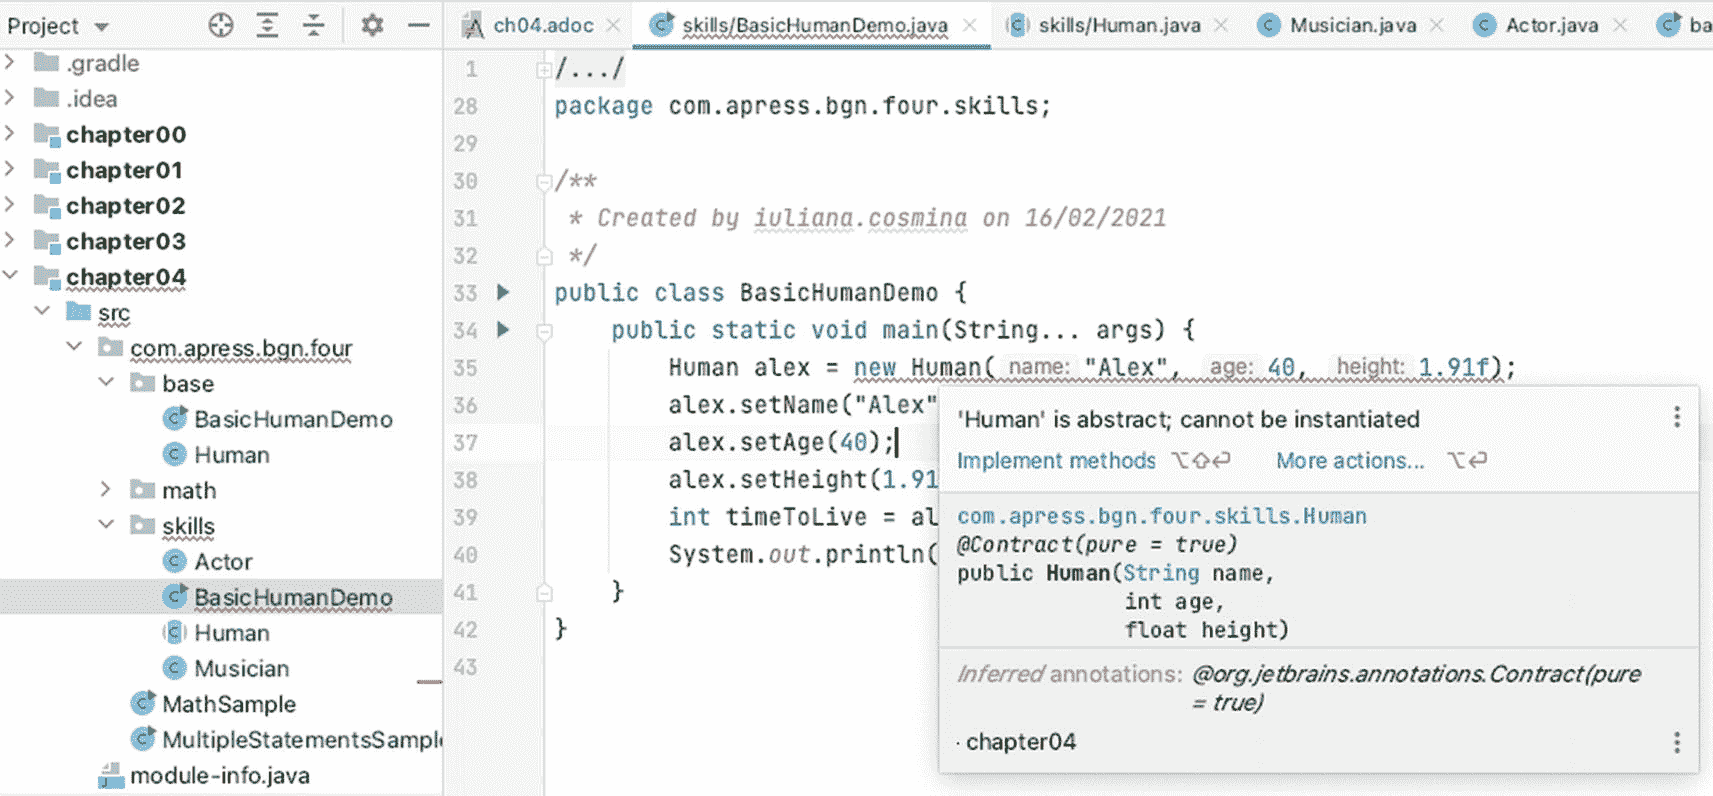 Project
ch04.adoc
skills/BasicHumanDemo.java
skills/Human.java
Musician.java
Actor.java
ba
.gradle
.idea
chapter00
chapter01
chapter02
chapter03
chapter04
src
com.apress.bgn.four
base
BasicHumanDemo
Human
math
skills
Actor
BasicHumanDemo
Human
Musician
MathSample
MultipleStatementsSample
module-info.java
1 /.../
28 package com.apress.bgn.four.skills;
29
30 /**
31 * Created by iuliana.cosmina on 16/02/2021
32 */
33 public class BasicHumanDemo {
34 public static void main(String... args) {
35 Human alex = new Human( name: "Alex", age: 40, height: 1.91f);
36 alex.setName("Alex"
37 alex.setAge(40);
38 alex.setHeight(1.91
39 int timeToLive = al
40 System.out.println(
41 }
42 }
43
'Human' is abstract; cannot be instantiated
Implement methods ⌥⇧⏎ More actions... ⌥⏎
com.apress.bgn.four.skills.Human
@Contract(pure = true)
public Human(String name,
int age,
float height)
Inferred annotations: @org.jetbrains.annotations.Contract(pure
= true)
chapter04